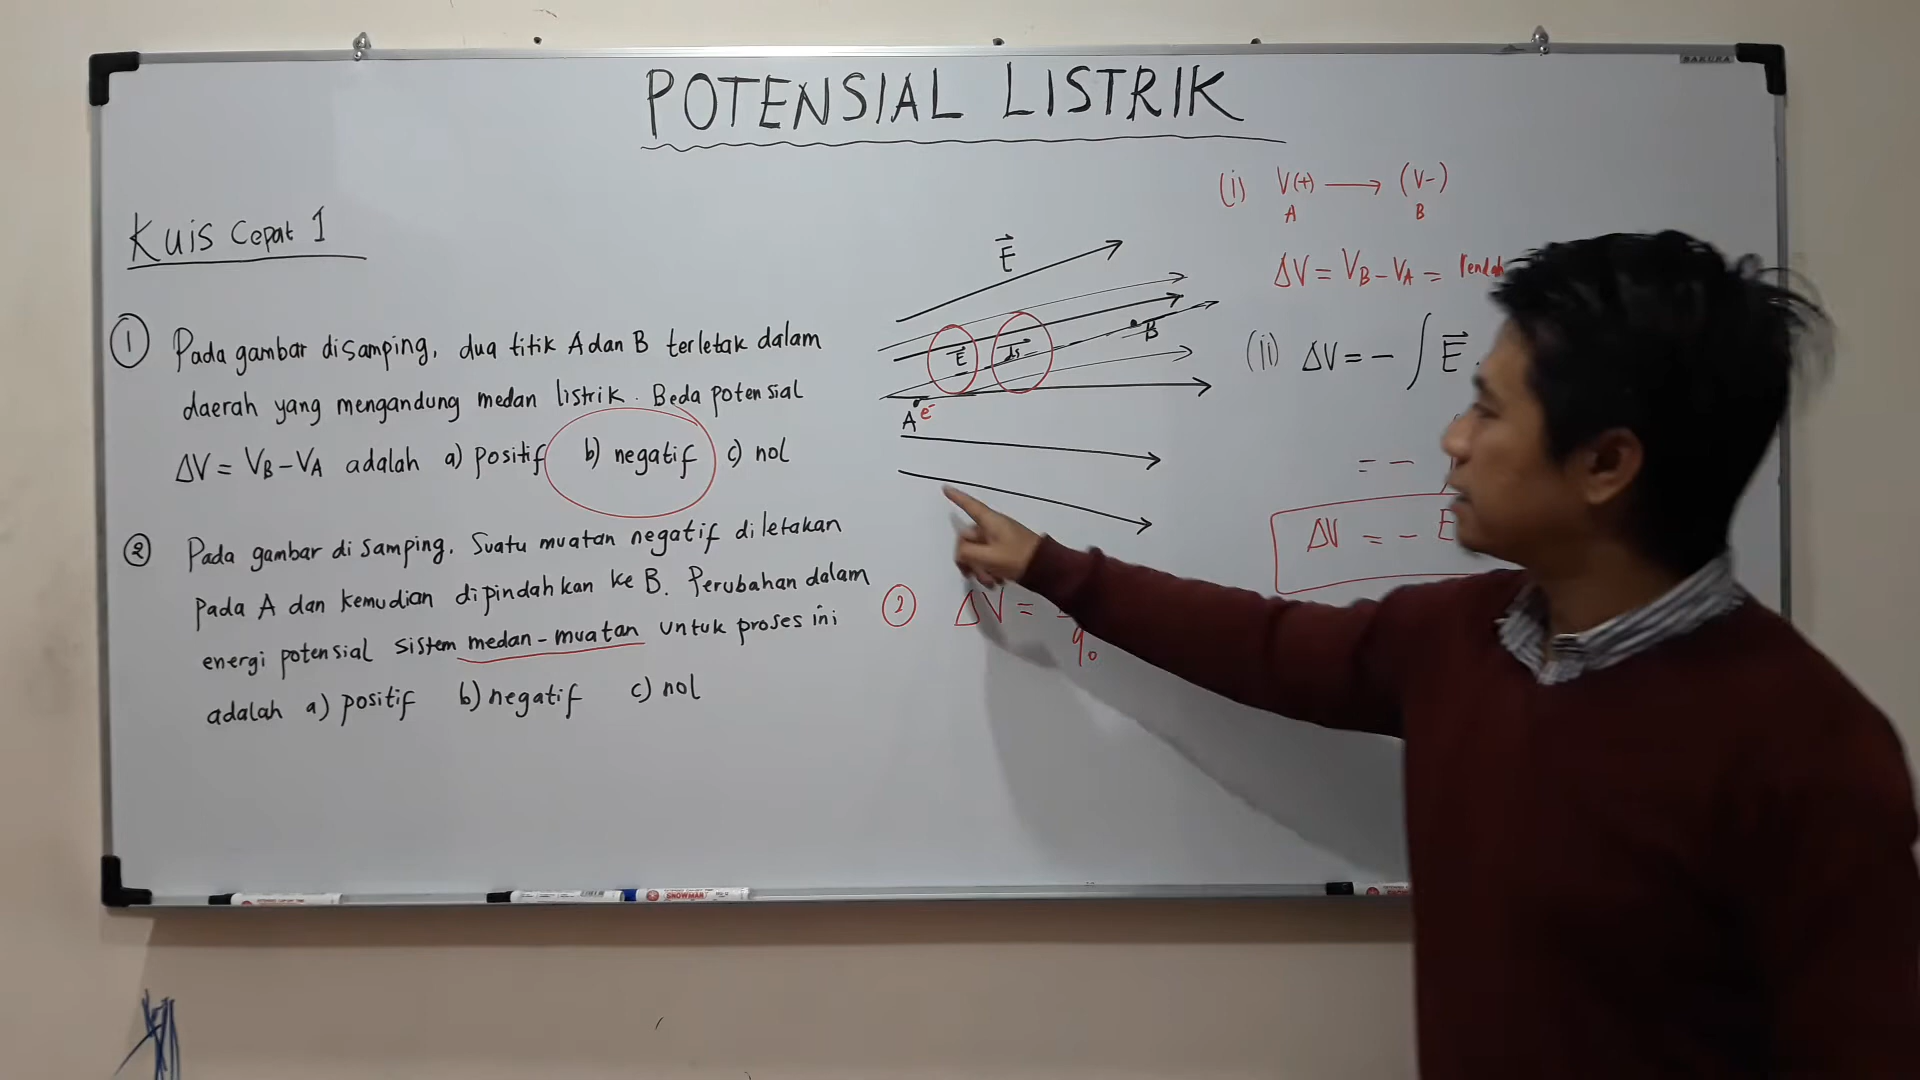 POTENSIAL LISTRIK
SAKURA
Kuis Cepat 1
① Pada gambar disamping, dua titik A dan B terletak dalam
daerah yang mengandung medan listrik. Beda potensial
ΔV = VB - VA adalah a) positif b) negatif c) nol
② Pada gambar di samping. Suatu muatan negatif diletakan
pada A dan kemudian dipindahkan ke B. Perubahan dalam
energi potensial sistem medan-muatan untuk proses ini
adalah a) positif b) negatif c) nol
E⃗
B
E⃗
ds⃗
A e⁻
(i) V(+) ⟶ (V-)
A B
ΔV = VB - VA = rendah
(ii) ΔV = - ∫ E⃗ .
= -
ΔV = - E
② ΔV =
q₀
SNOWMAN